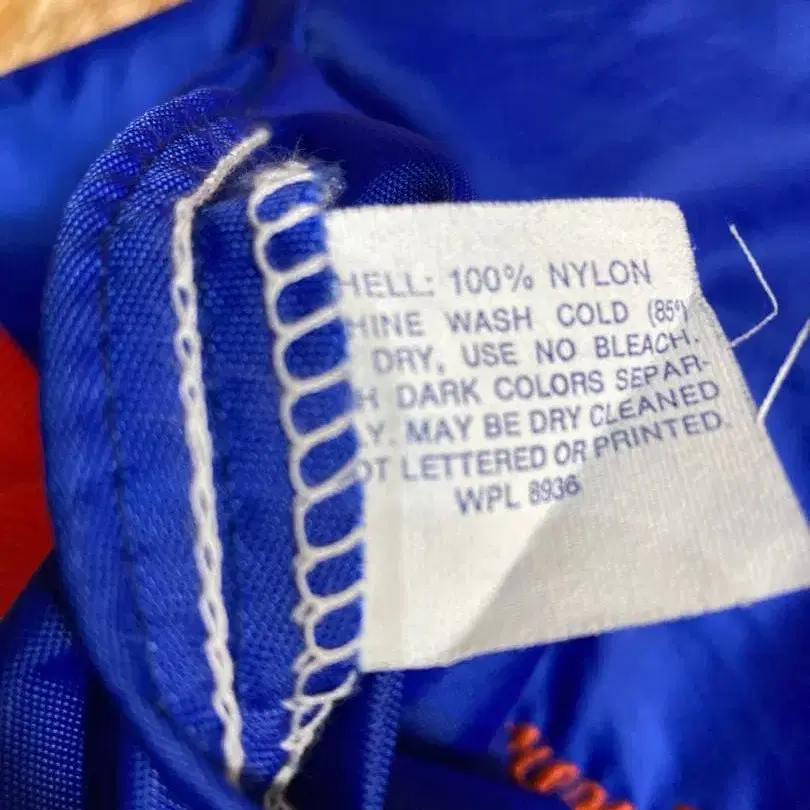 HELL: 100% NYLON
HINE WASH COLD (85°)
DRY, USE NO BLEACH.
H DARK COLORS SEPAR-
Y. MAY BE DRY CLEANED
OT LETTERED OR PRINTED.
WPL 8936